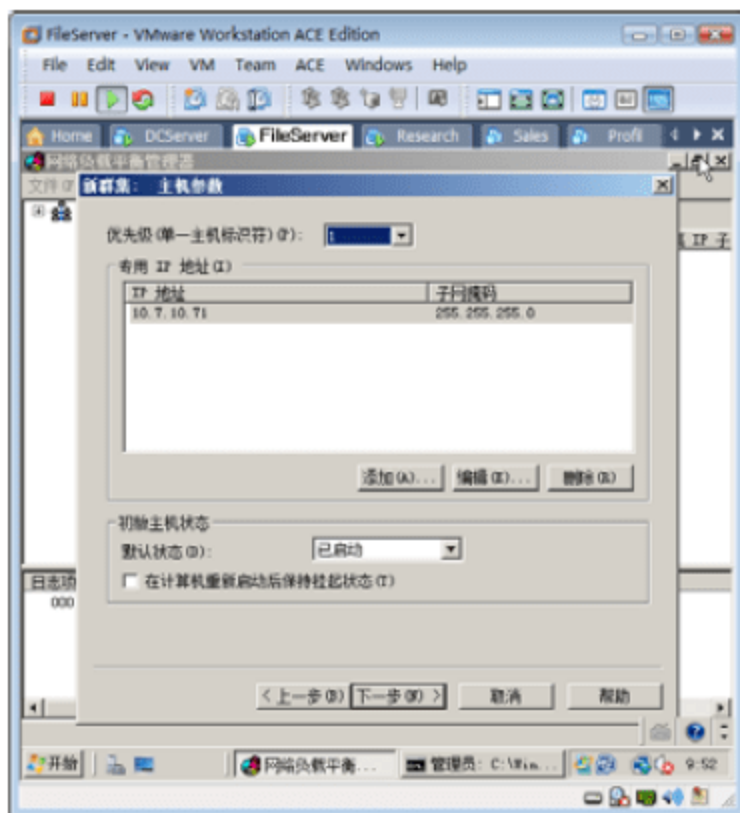 FileServer - VMware Workstation ACE Edition
File Edit View VM Team ACE Windows Help
Home DCServer FileServer Research Sales Profil
网络负载平衡管理器
文件(F)
新群集: 主机参数
IP 子
优先级(单一主机标识符)(P): 1
专用 IP 地址(I)
IP 地址 子网掩码
10.7.10.71 255.255.255.0
添加(A)... 编辑(E)... 删除(R)
初始主机状态
默认状态(D): 已启动
在计算机重新启动后保持挂起状态(T)
日志项
000
< 上一步(B) 下一步(N) > 取消 帮助
开始 网络负载平衡... 管理员: C:\Win... 9:52